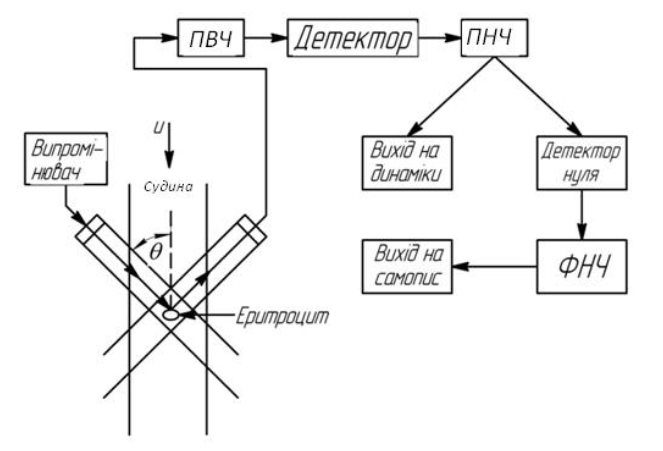 ПВЧ
Детектор
ПНЧ
u
Випромі-
нювач
Судина
Вихід на
динаміки
Детектор
нуля
θ
Вихід на
самопис
ФНЧ
Еритроцит